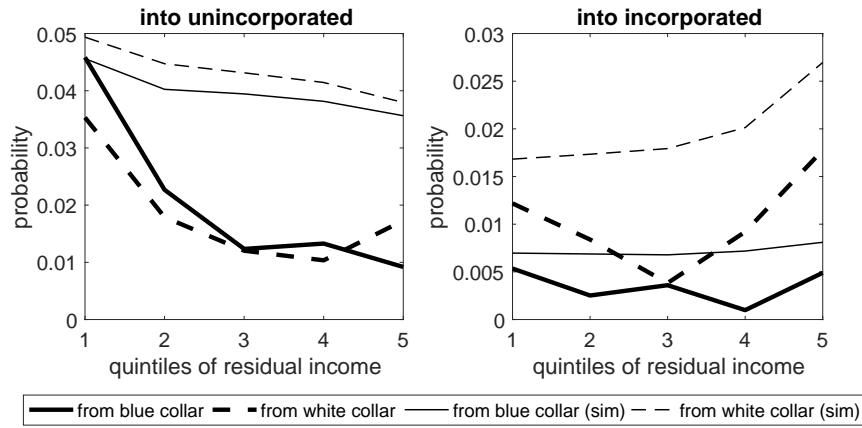 into unincorporated
0.05
0.04
0.03
0.02
0.01
0
probability
1 2 3 4 5
quintiles of residual income
into incorporated
0.03
0.025
0.02
0.015
0.01
0.005
0
probability
1 2 3 4 5
quintiles of residual income
from blue collar from white collar from blue collar (sim) from white collar (sim)